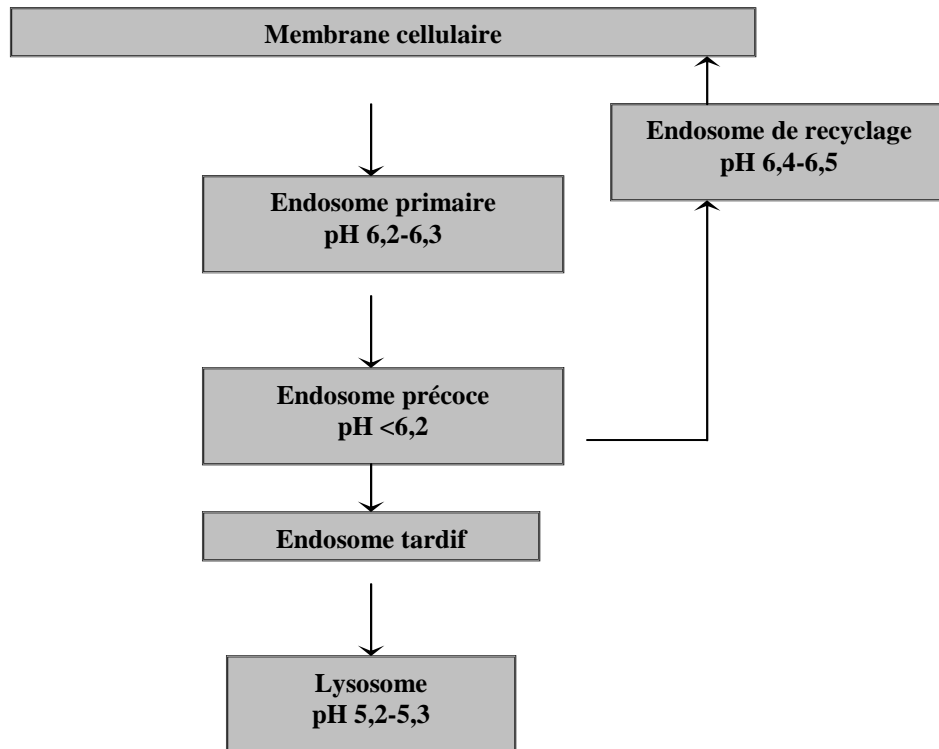 Membrane cellulaire
Endosome de recyclage
pH 6,4-6,5
Endosome primaire
pH 6,2-6,3
Endosome précoce
pH <6,2
Endosome tardif
Lysosome
pH 5,2-5,3